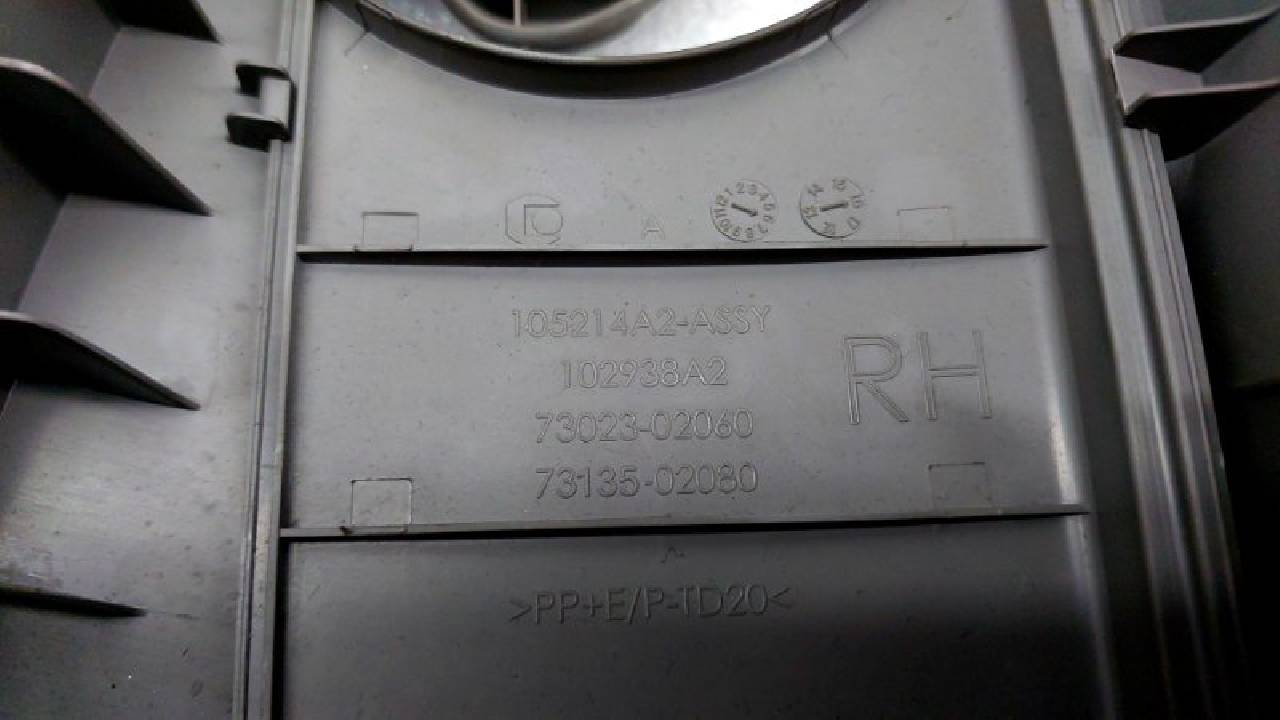 A
105214A2-ASSY
102938A2
73023-02060
73135-02080
RH
>PP+E/P-TD20<